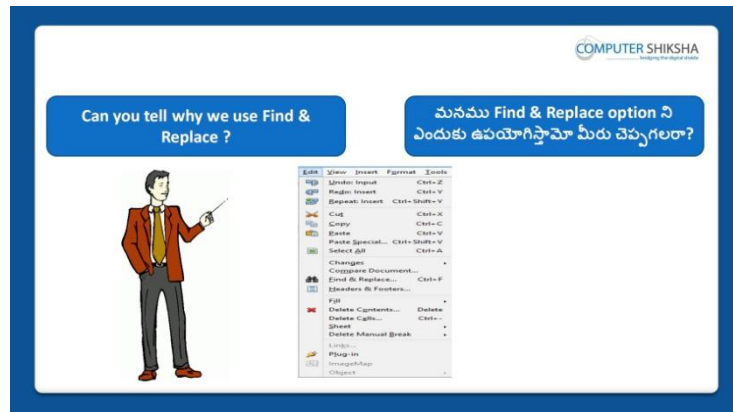 COMPUTER SHIKSHA
bridging the digital divide
Can you tell why we use Find &
Replace ?
మనము Find & Replace option ని
ఎందుకు ఉపయోగిస్తామో మీరు చెప్పగలరా?
Edit View Insert Format Tools
Undo: Input Ctrl+Z
Redo: Insert Ctrl+Y
Repeat: Insert Ctrl+Shift+Y
Cut Ctrl+X
Copy Ctrl+C
Paste Ctrl+V
Paste Special... Ctrl+Shift+V
Select All Ctrl+A
Changes
Compare Document...
Find & Replace... Ctrl+F
Headers & Footers...
Fill
Delete Contents... Delete
Delete Cells... Ctrl+-
Sheet
Delete Manual Break
Links...
Plug-in
ImageMap
Object